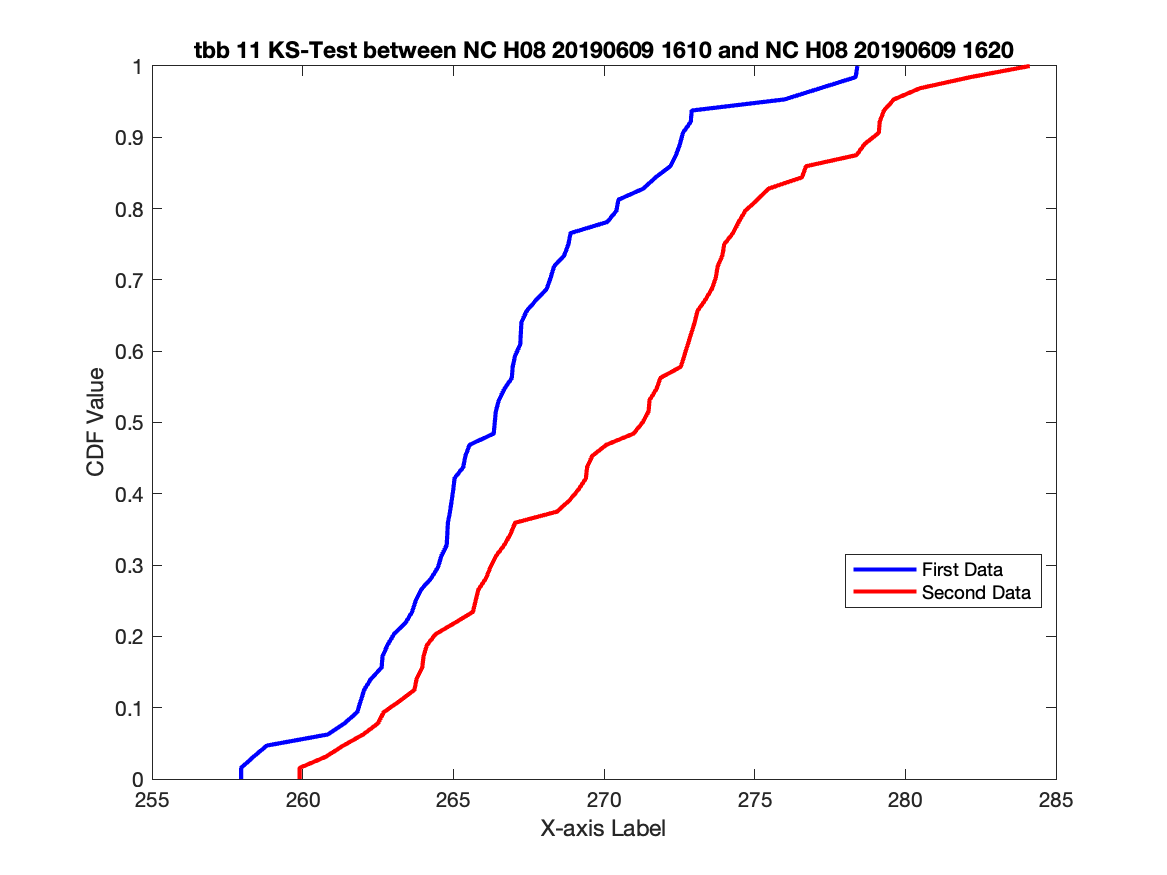 tbb 11 KS-Test between NC H08 20190609 1610 and NC H08 20190609 1620
1
0.9
0.8
0.7
0.6
0.5
0.4
0.3
0.2
0.1
0
CDF Value
First Data
Second Data
255 260 265 270 275 280 285
X-axis Label